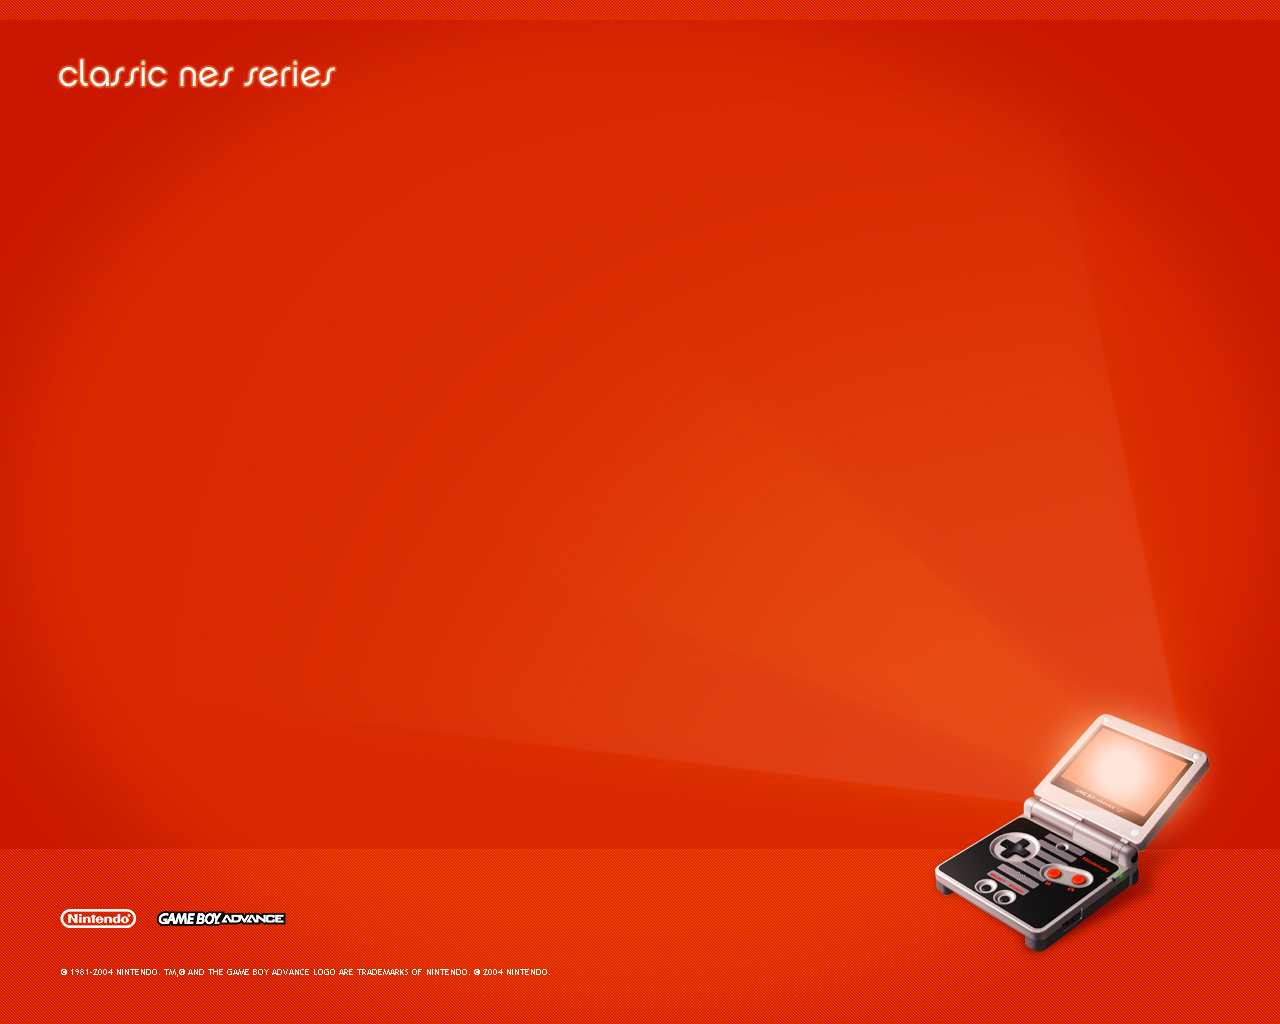 classic nes series
Nintendo®
GAME BOY ADVANCE
© 1981-2004 NINTENDO. TM,® AND THE GAME BOY ADVANCE LOGO ARE TRADEMARKS OF NINTENDO. © 2004 NINTENDO.